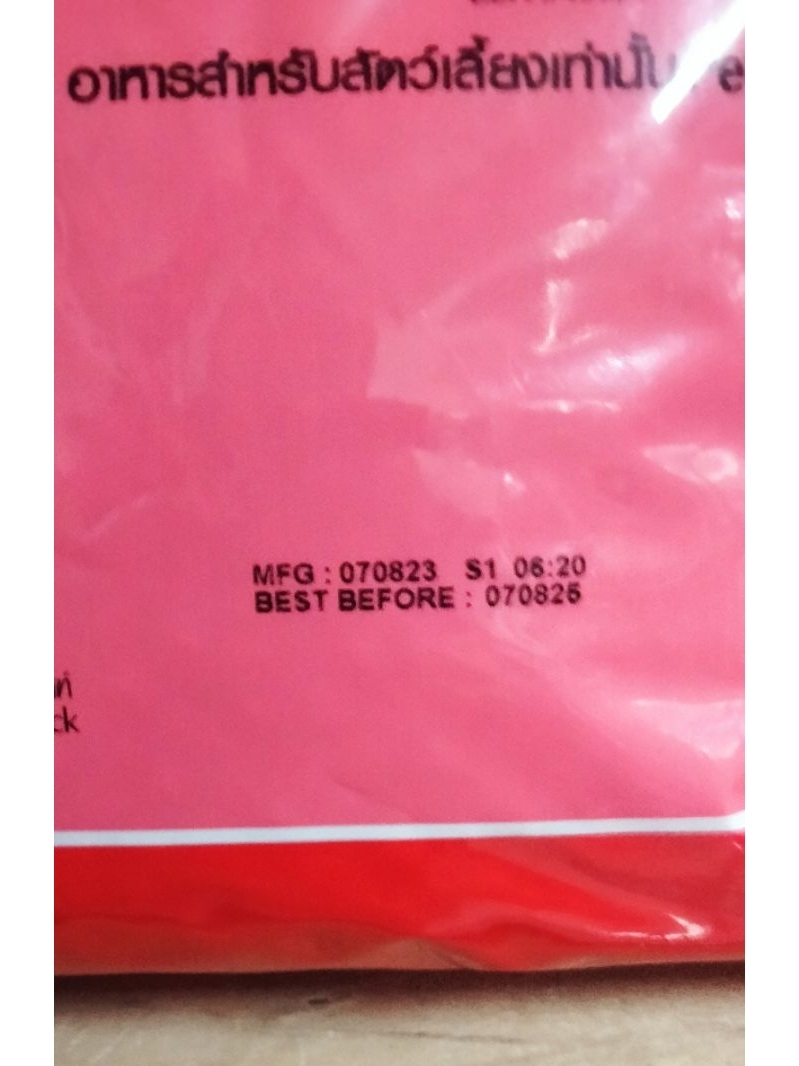 อาหารสำหรับสัตว์เลี้ยงเท่านั้น
MFG : 070823 S1 06:20
BEST BEFORE : 070825
ck